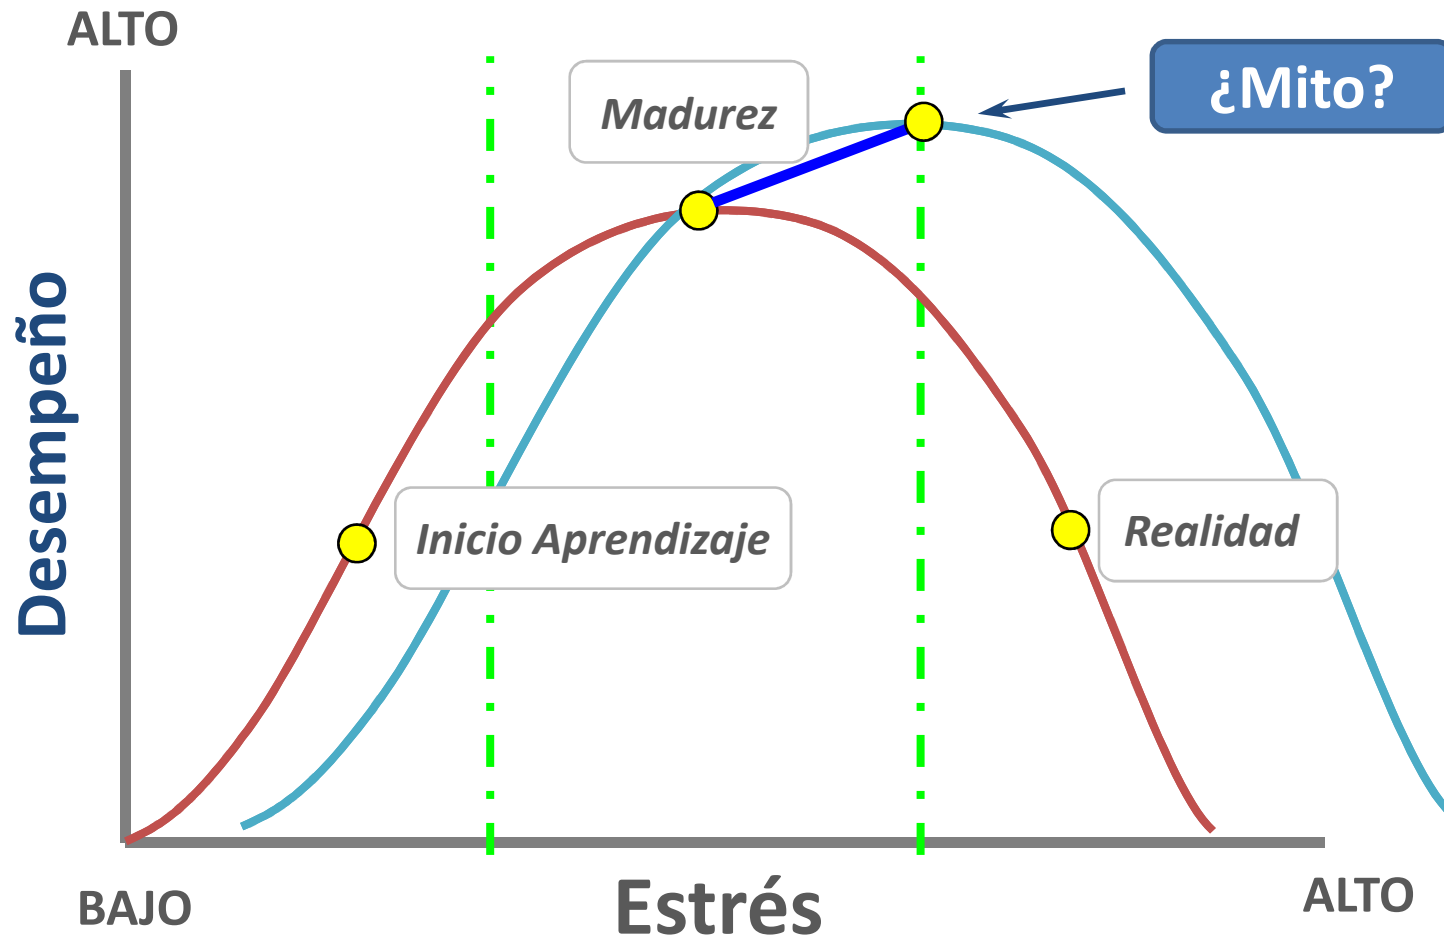 ALTO
¿Mito?
Madurez
Desempeño
Inicio Aprendizaje
Realidad
BAJO
Estrés
ALTO